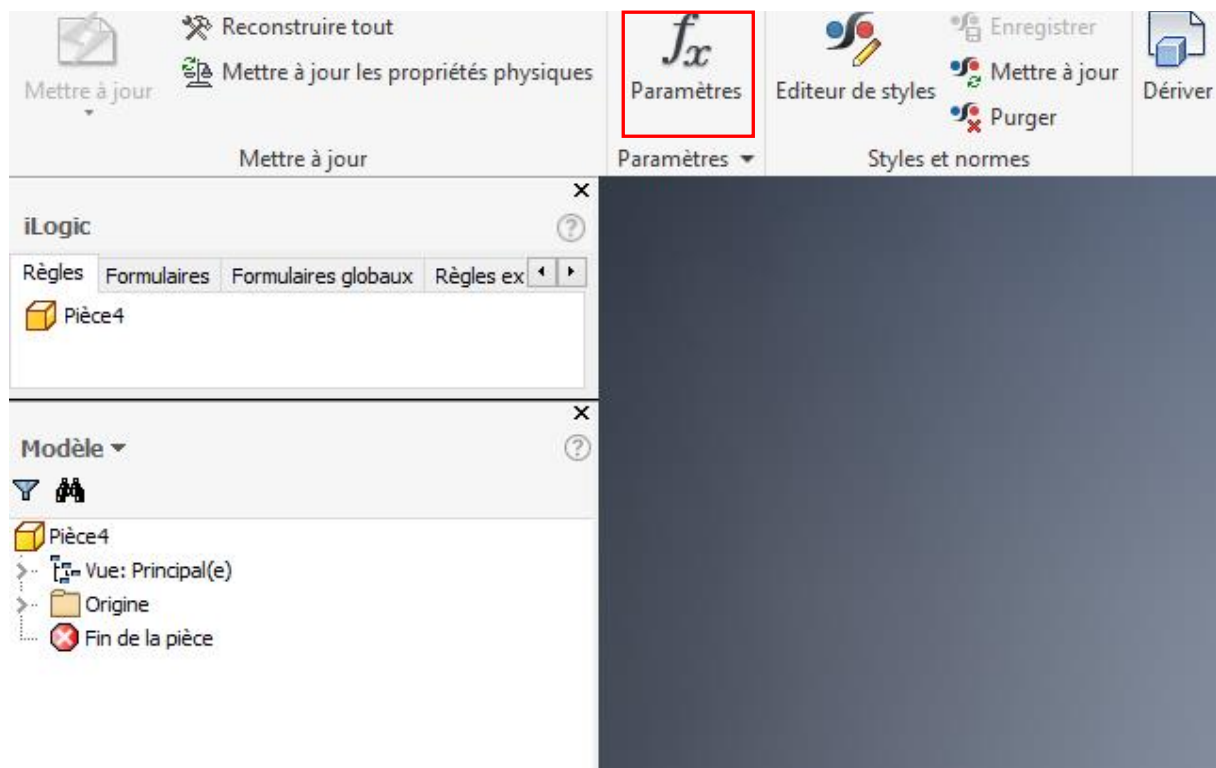 Reconstruire tout
Mettre à jour les propriétés physiques
Mettre à jour
Mettre à jour
fx
Paramètres
Paramètres
Editeur de styles
Enregistrer
Mettre à jour
Purger
Styles et normes
Dériver
iLogic
Règles Formulaires Formulaires globaux Règles ex
Pièce4
Modèle
Pièce4
Vue: Principal(e)
Origine
Fin de la pièce